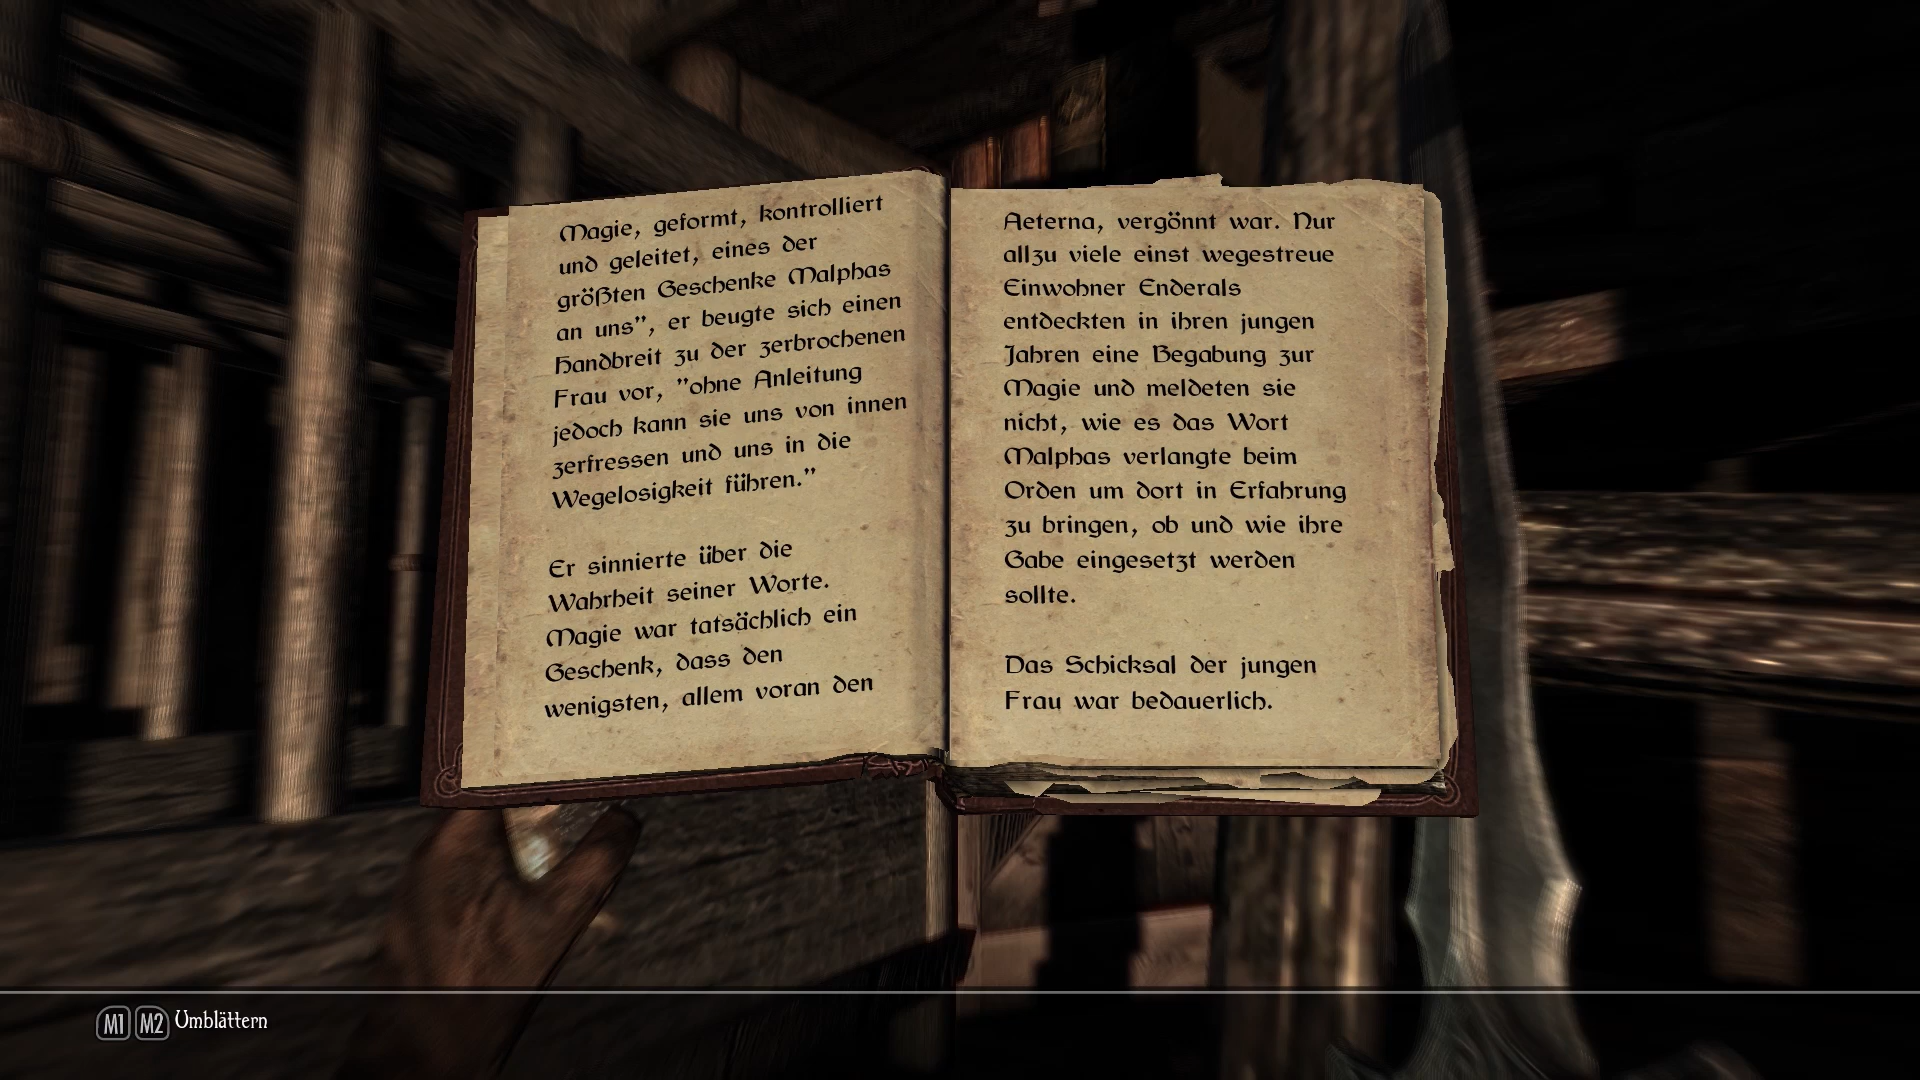 Magie, geformt, kontrolliert
und geleitet, eines der
größten Geschenke Malphas
an uns", er beugte sich einen
Handbreit zu der zerbrochenen
Frau vor, "ohne Anleitung
jedoch kann sie uns von innen
zerfressen und uns in die
Wegelosigkeit führen."
Er sinnierte über die
Wahrheit seiner Worte.
Magie war tatsächlich ein
Geschenk, dass den
wenigsten, allem voran den
Aeterna, vergönnt war. Nur
allzu viele einst wegestreue
Einwohner Enderals
entdeckten in ihren jungen
Jahren eine Begabung zur
Magie und meldeten sie
nicht, wie es das Wort
Malphas verlangte beim
Orden um dort in Erfahrung
zu bringen, ob und wie ihre
Gabe eingesetzt werden
sollte.
Das Schicksal der jungen
Frau war bedauerlich.
M1 M2 Umblättern